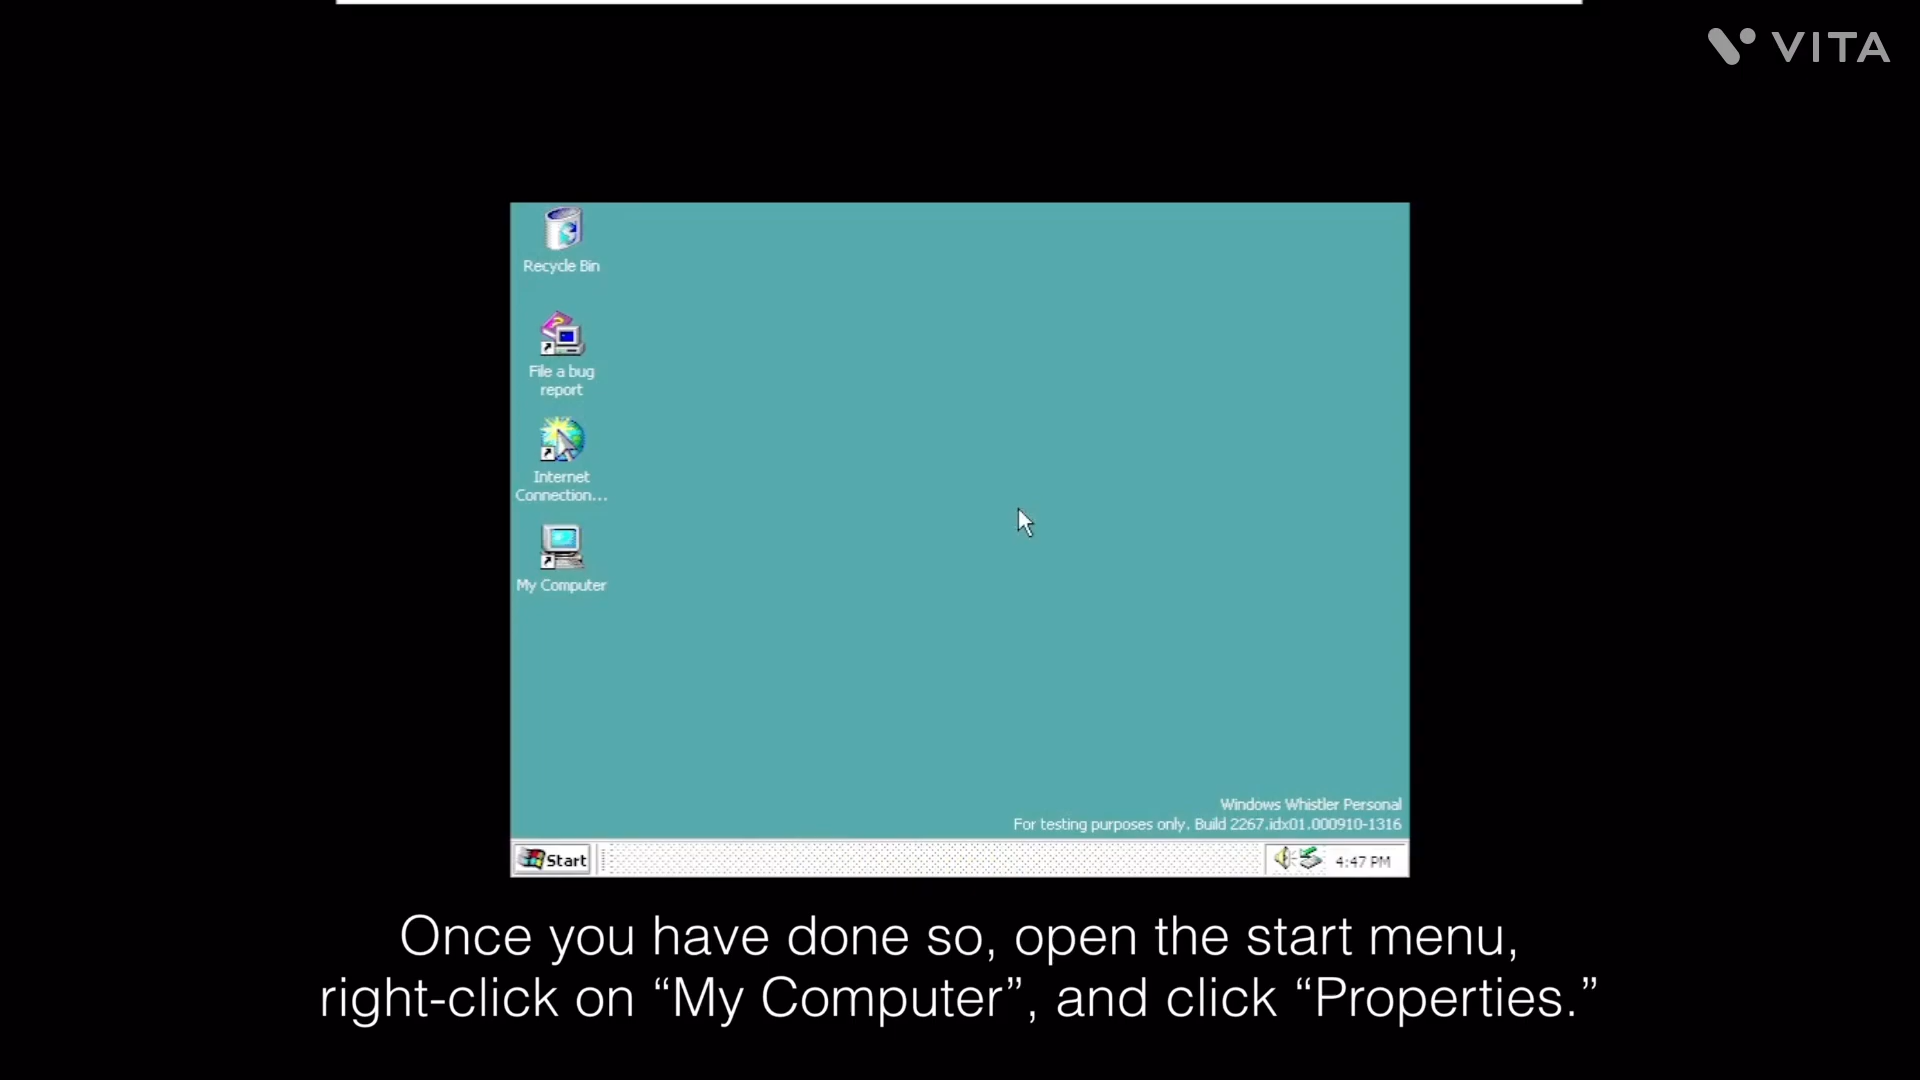 VITA
Recycle Bin
File a bug
report
Internet
Connection...
My Computer
Windows Whistler Personal
For testing purposes only. Build 2267.idx01.000910-1316
Start
4:47 PM
Once you have done so, open the start menu,
right-click on “My Computer”, and click “Properties.”